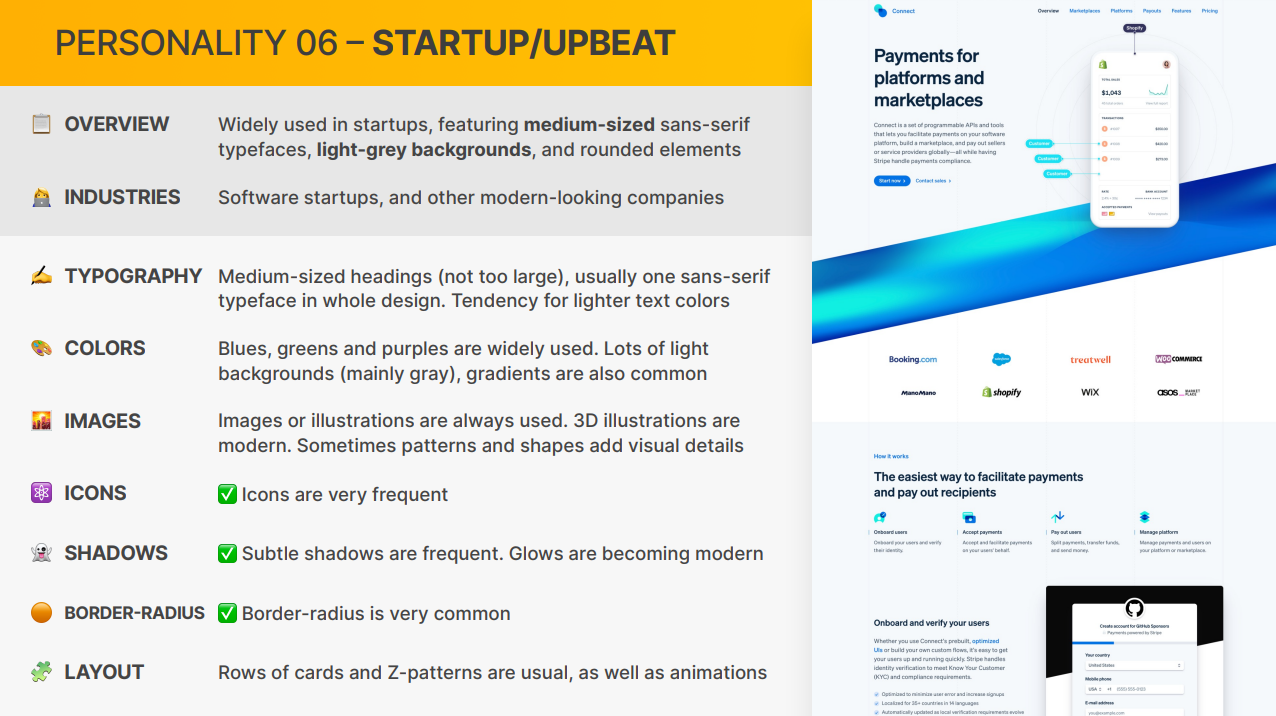 PERSONALITY 06 – STARTUP/UPBEAT
OVERVIEW
Widely used in startups, featuring medium-sized sans-serif
typefaces, light-grey backgrounds, and rounded elements
INDUSTRIES
Software startups, and other modern-looking companies
TYPOGRAPHY
Medium-sized headings (not too large), usually one sans-serif
typeface in whole design. Tendency for lighter text colors
COLORS
Blues, greens and purples are widely used. Lots of light
backgrounds (mainly gray), gradients are also common
IMAGES
Images or illustrations are always used. 3D illustrations are
modern. Sometimes patterns and shapes add visual details
ICONS
Icons are very frequent
SHADOWS
Subtle shadows are frequent. Glows are becoming modern
BORDER-RADIUS
Border-radius is very common
LAYOUT
Rows of cards and Z-patterns are usual, as well as animations
Connect
Overview Marketplaces Platforms Payouts Features Pricing
Payments for
platforms and
marketplaces
Connect is a set of programmable APIs and tools
that lets you facilitate payments on your software
platform, build a marketplace, and pay out sellers
or service providers globally—all while having
Stripe handle payments compliance.
Start now
Contact sales
Shopify
TOTAL SALES
$1,043
TRANSACTIONS
Customer
Customer
Customer
RATE BANK ACCOUNT
ACCEPTED PAYMENTS
Booking.com
salesforce
treatwell
WOO COMMERCE
ManoMano
shopify
WiX
asos MARKET PLACE
How it works
The easiest way to facilitate payments
and pay out recipients
Onboard users
Onboard your users and verify
their identity.
Accept payments
Accept and facilitate payments
on your users' behalf.
Pay out users
Split payments, transfer funds,
and send money.
Manage platform
Manage payments and users on
your platform or marketplace.
Onboard and verify your users
Whether you use Connect's prebuilt, optimized
UIs or build your own custom flows, it's easy to get
your users up and running quickly. Stripe handles
identity verification to meet Know Your Customer
(KYC) and compliance requirements.
Optimized to minimize user error and increase signups
Localized for 35+ countries in 14 languages
Automatically updated as local verification requirements evolve
Create account for GitHub Sponsors
Payments powered by Stripe
Your country
United States
Mobile phone
USA +1 (555) 555-0123
E-mail address
you@example.com